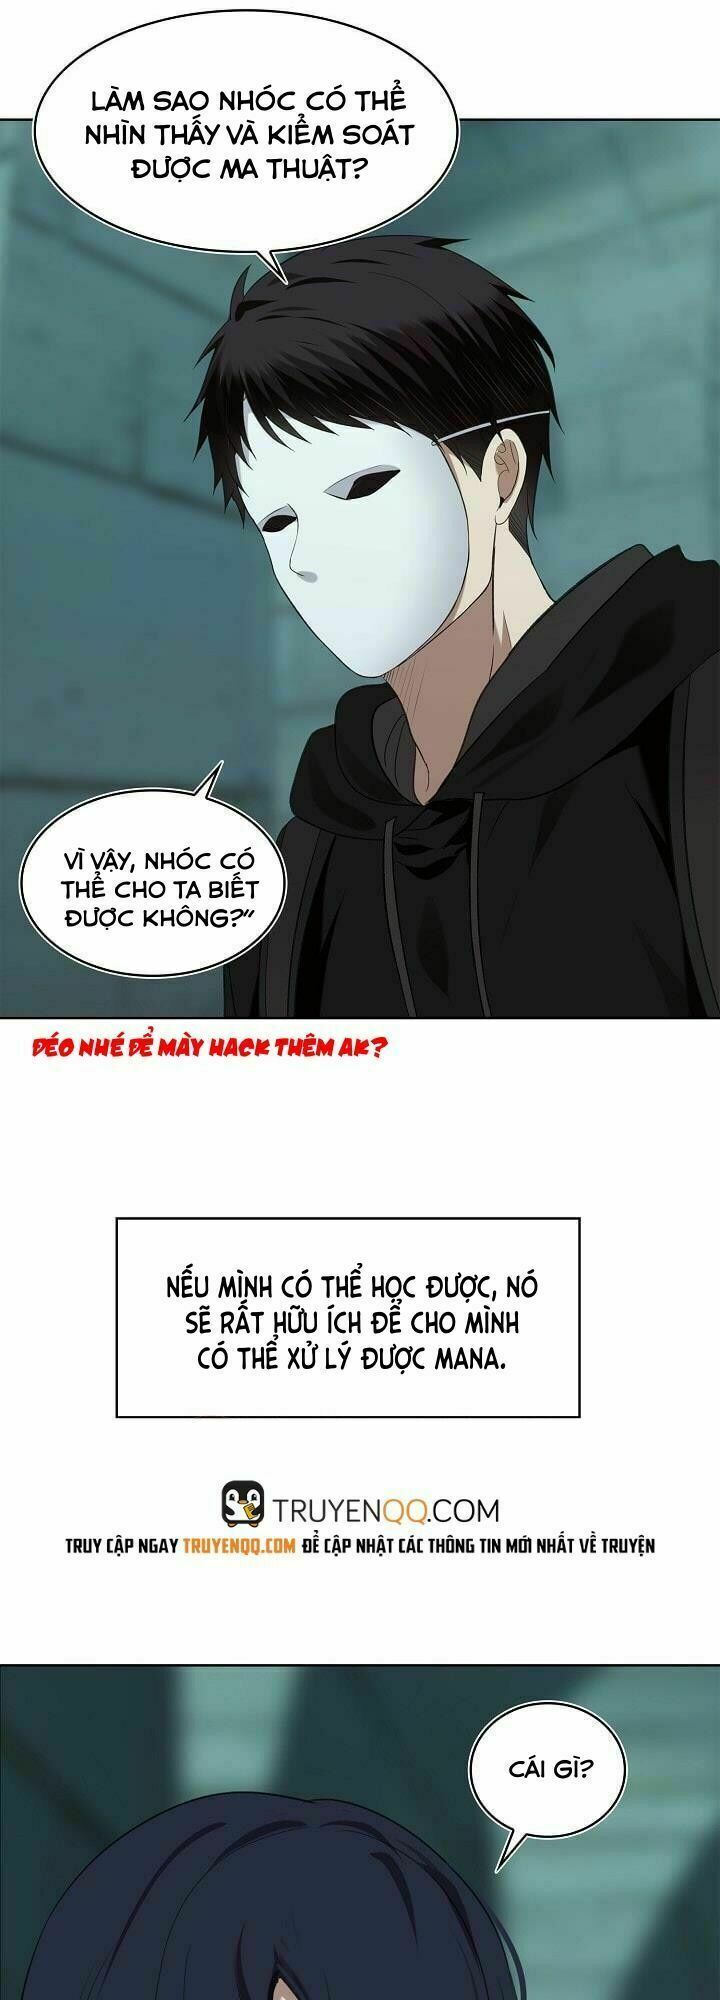 LÀM SAO NHÓC CÓ THỂ
NHÌN THẤY VÀ KIỂM SOÁT
ĐƯỢC MA THUẬT?
VÌ VẬY, NHÓC CÓ
THỂ CHO TA BIẾT
ĐƯỢC KHÔNG?"
ĐÉO NHÉ ĐỂ MÀY HACK THÊM AK?
NẾU MÌNH CÓ THỂ HỌC ĐƯỢC, NÓ
SẼ RẤT HỮU ÍCH ĐỂ CHO MÌNH
CÓ THỂ XỬ LÝ ĐƯỢC MANA.
TRUYENQQ.COM
TRUY CẬP NGAY TRUYENQQ.COM ĐỂ CẬP NHẬT CÁC THÔNG TIN MỚI NHẤT VỀ TRUYỆN
CÁI GÌ?